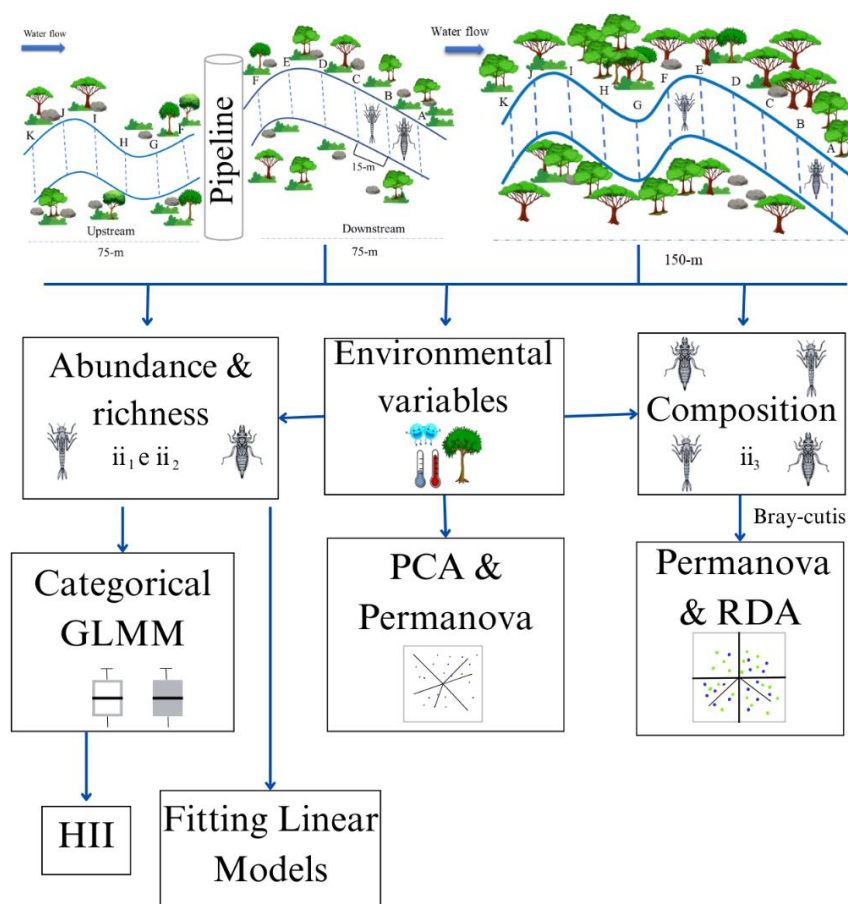 Water flow
K
J
I
H
G
F
Upstream
75-m
Pipeline
F
E
D
C
B
A
15-m
Downstream
75-m
Water flow
K
J
I
H
G
F
E
D
C
B
A
150-m
Abundance &
richness
ii₁ e ii₂
Environmental
variables
Composition
ii₃
Bray-cutis
Categorical
GLMM
PCA &
Permanova
Permanova
& RDA
HII
Fitting Linear
Models